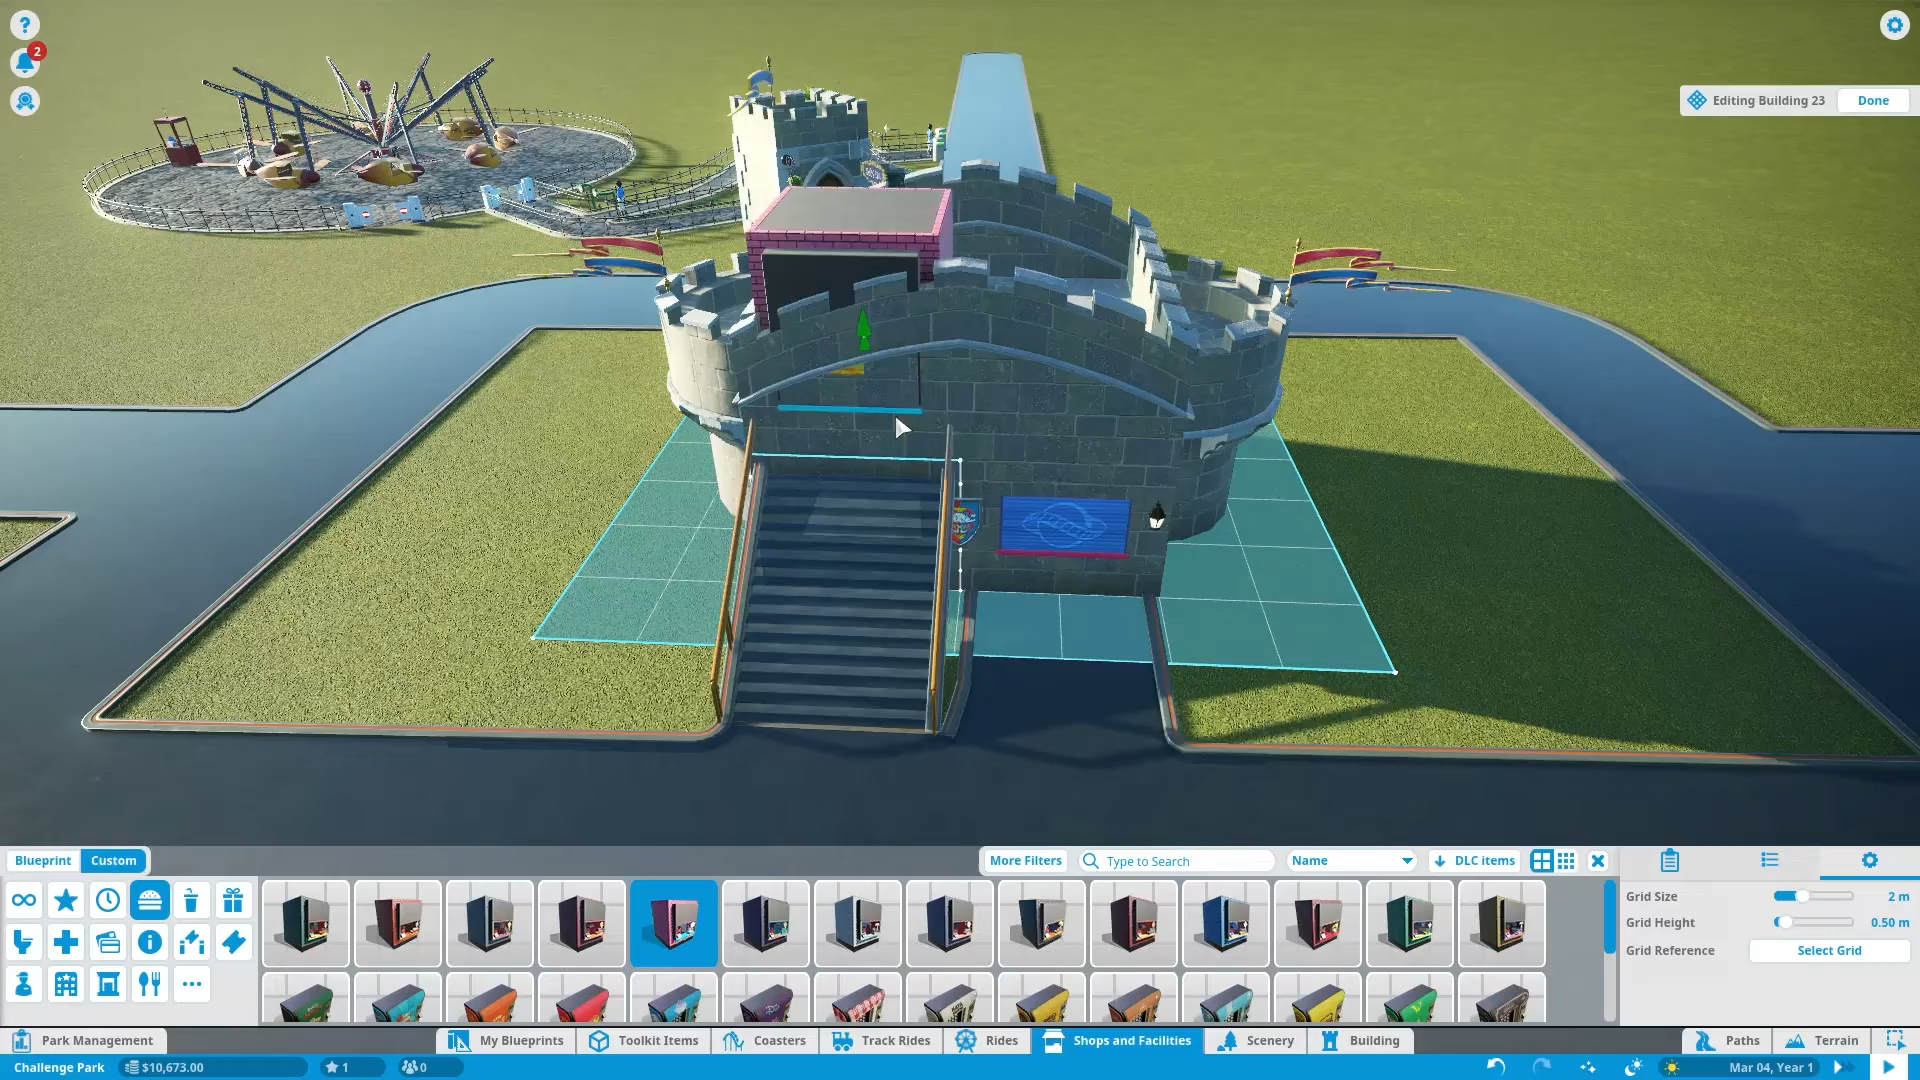 ?
2
Editing Building 23
Done
Blueprint
Custom
More Filters
Type to Search
Name
DLC items
Grid Size
2 m
Grid Height
0.50 m
Grid Reference
Select Grid
Park Management
My Blueprints
Toolkit Items
Coasters
Track Rides
Rides
Shops and Facilities
Scenery
Building
Paths
Terrain
Challenge Park
$10,673.00
1
0
Mar 04, Year 1